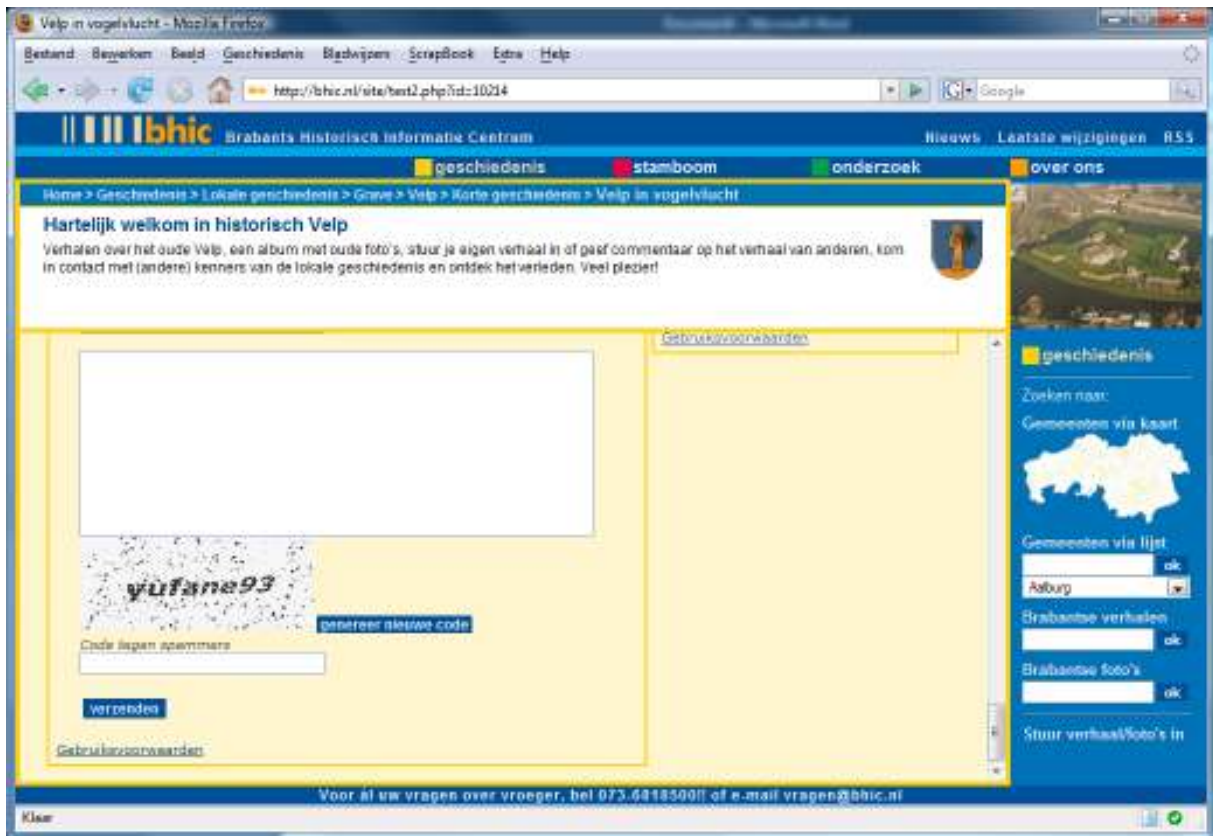 Velp in vogelvlucht - Mozilla Firefox
Bestand Bewerken Beeld Geschiedenis Bladwijzers ScrapBook Extra Help
http://bhic.nl/site/test2.php?id=10214
Google
bhic Brabants Historisch Informatie Centrum
Nieuws Laatste wijzigingen RSS
geschiedenis stamboom onderzoek over ons
Home > Geschiedenis > Lokale geschiedenis > Grave > Velp > Korte geschiedenis > Velp in vogelvlucht
Hartelijk welkom in historisch Velp
Verhalen over het oude Velp, een album met oude foto's, stuur je eigen verhaal in of geef commentaar op het verhaal van anderen, kom
in contact met (andere) kenners van de lokale geschiedenis en ontdek het verleden. Veel plezier!
Gebruiksvoorwaarden
yufane93
genereer nieuwe code
Code tegen spammers
verzenden
Gebruiksvoorwaarden
geschiedenis
Zoeken naar:
Gemeenten via kaart
Gemeenten via lijst
ok
Aalburg
Brabantse verhalen
ok
Brabantse foto's
ok
Stuur verhaal/foto's in
Voor ál uw vragen over vroeger, bel 073-6818500!! of e-mail vragen@bhic.nl
Klaar